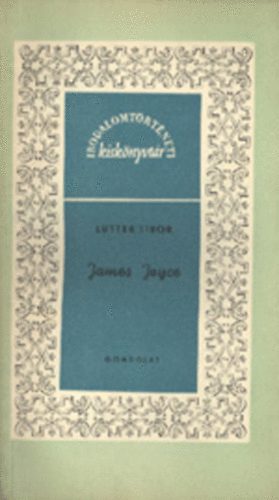 IRODALOMTÖRTÉNETI
kiskönyvtár
LUTTER TIBOR
James Joyce
GONDOLAT